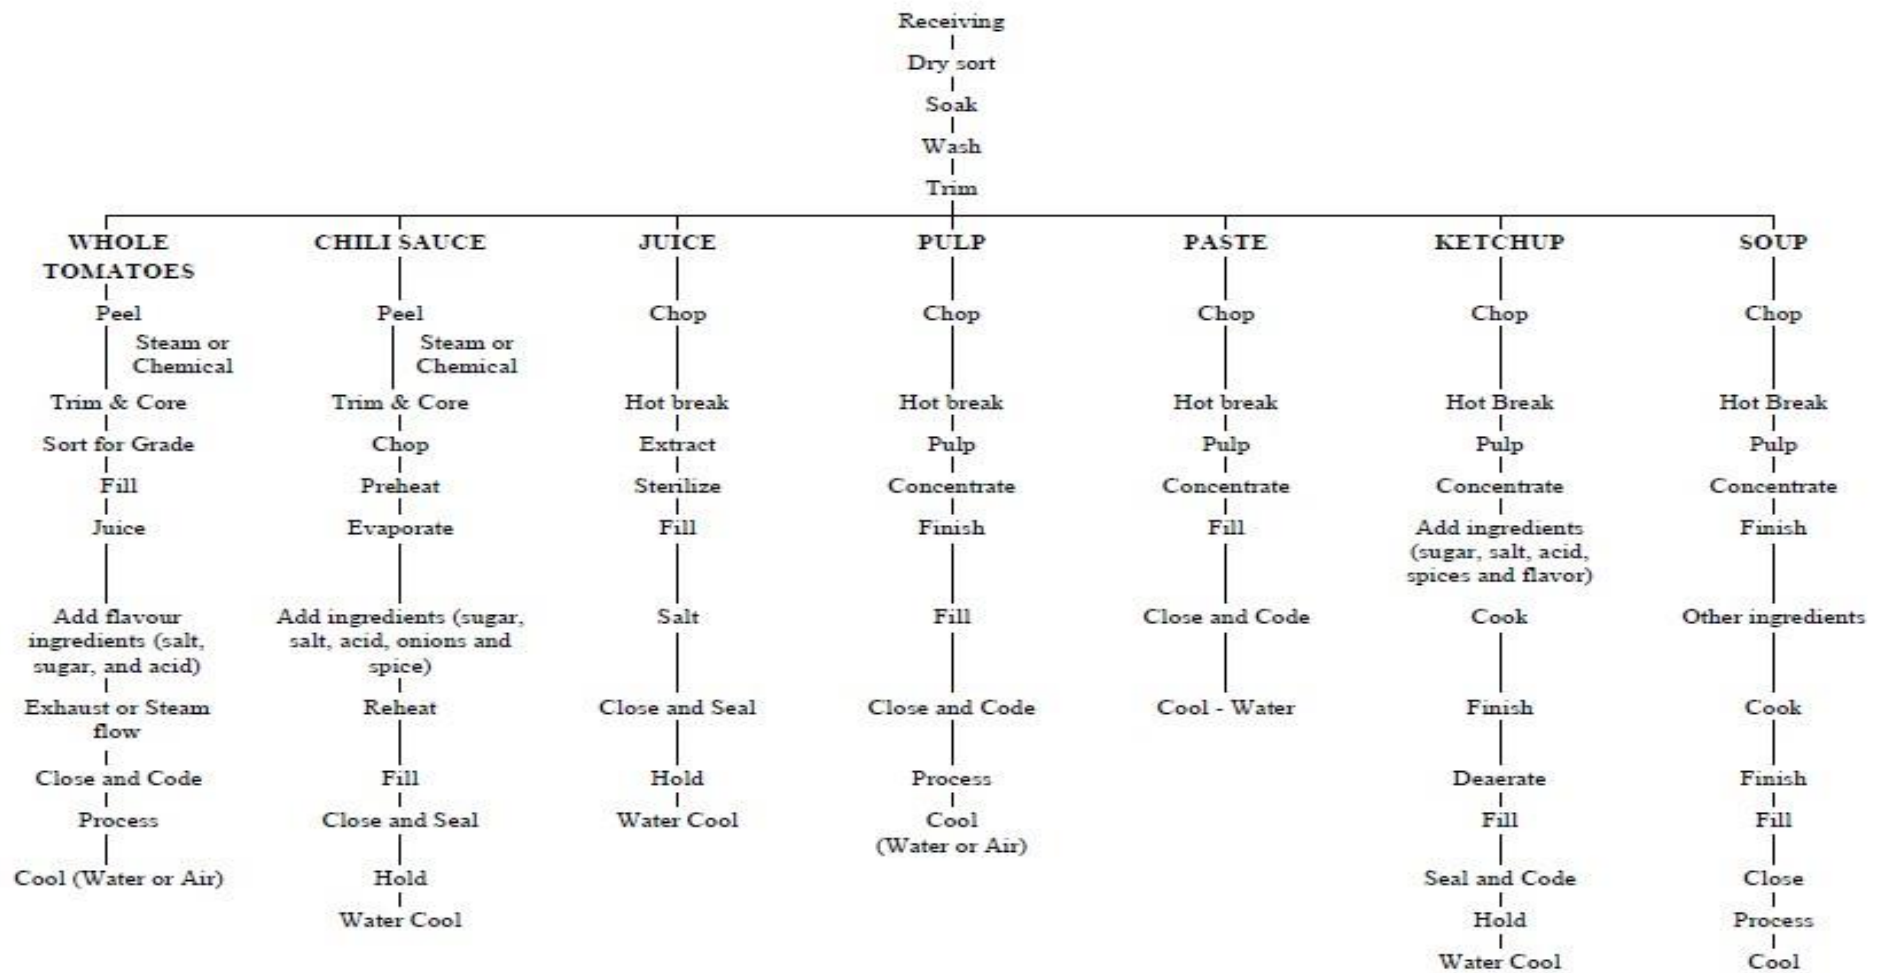 Receiving
Dry sort
Soak
Wash
Trim
WHOLE
TOMATOES
Peel
Steam or
Chemical
Trim & Core
Sort for Grade
Fill
Juice
Add flavour
ingredients (salt,
sugar, and acid)
Exhaust or Steam
flow
Close and Code
Process
Cool (Water or Air)
CHILI SAUCE
Peel
Steam or
Chemical
Trim & Core
Chop
Preheat
Evaporate
Add ingredients (sugar,
salt, acid, onions and
spice)
Reheat
Fill
Close and Seal
Hold
Water Cool
JUICE
Chop
Hot break
Extract
Sterilize
Fill
Salt
Close and Seal
Hold
Water Cool
PULP
Chop
Hot break
Pulp
Concentrate
Finish
Fill
Close and Code
Process
Cool
(Water or Air)
PASTE
Chop
Hot break
Pulp
Concentrate
Fill
Close and Code
Cool - Water
KETCHUP
Chop
Hot Break
Pulp
Concentrate
Add ingredients
(sugar, salt, acid,
spices and flavor)
Cook
Finish
Deaerate
Fill
Seal and Code
Hold
Water Cool
SOUP
Chop
Hot Break
Pulp
Concentrate
Finish
Other ingredients
Cook
Finish
Fill
Close
Process
Cool